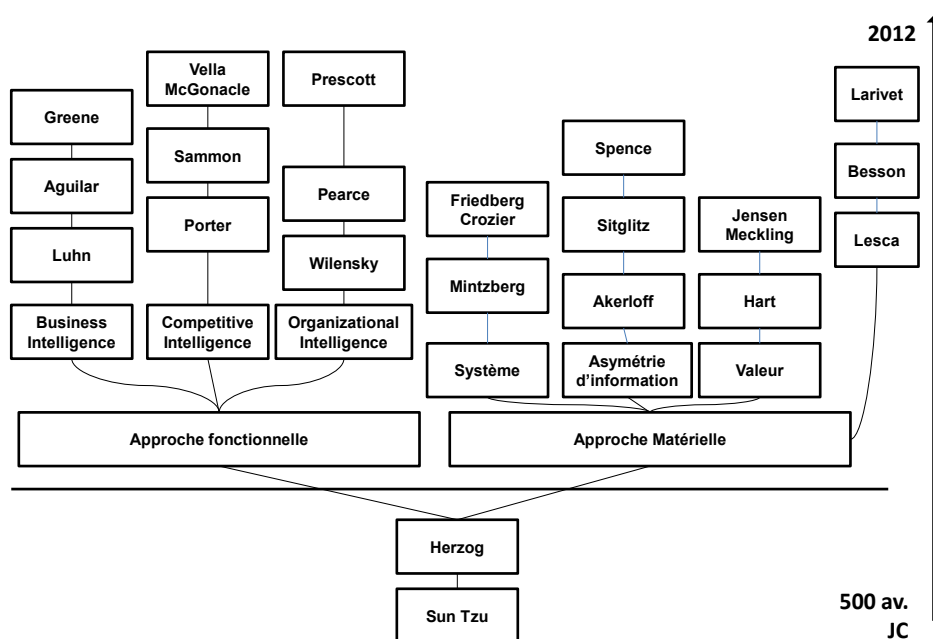 2012
Vella
McGonacle
Prescott
Larivet
Greene
Sammon
Spence
Aguilar
Pearce
Besson
Friedberg
Crozier
Porter
Sitglitz
Jensen
Meckling
Lesca
Luhn
Wilensky
Mintzberg
Akerloff
Hart
Business
Intelligence
Competitive
Intelligence
Organizational
Intelligence
Système
Asymétrie
d’information
Valeur
Approche fonctionnelle
Approche Matérielle
Herzog
Sun Tzu
500 av.
JC